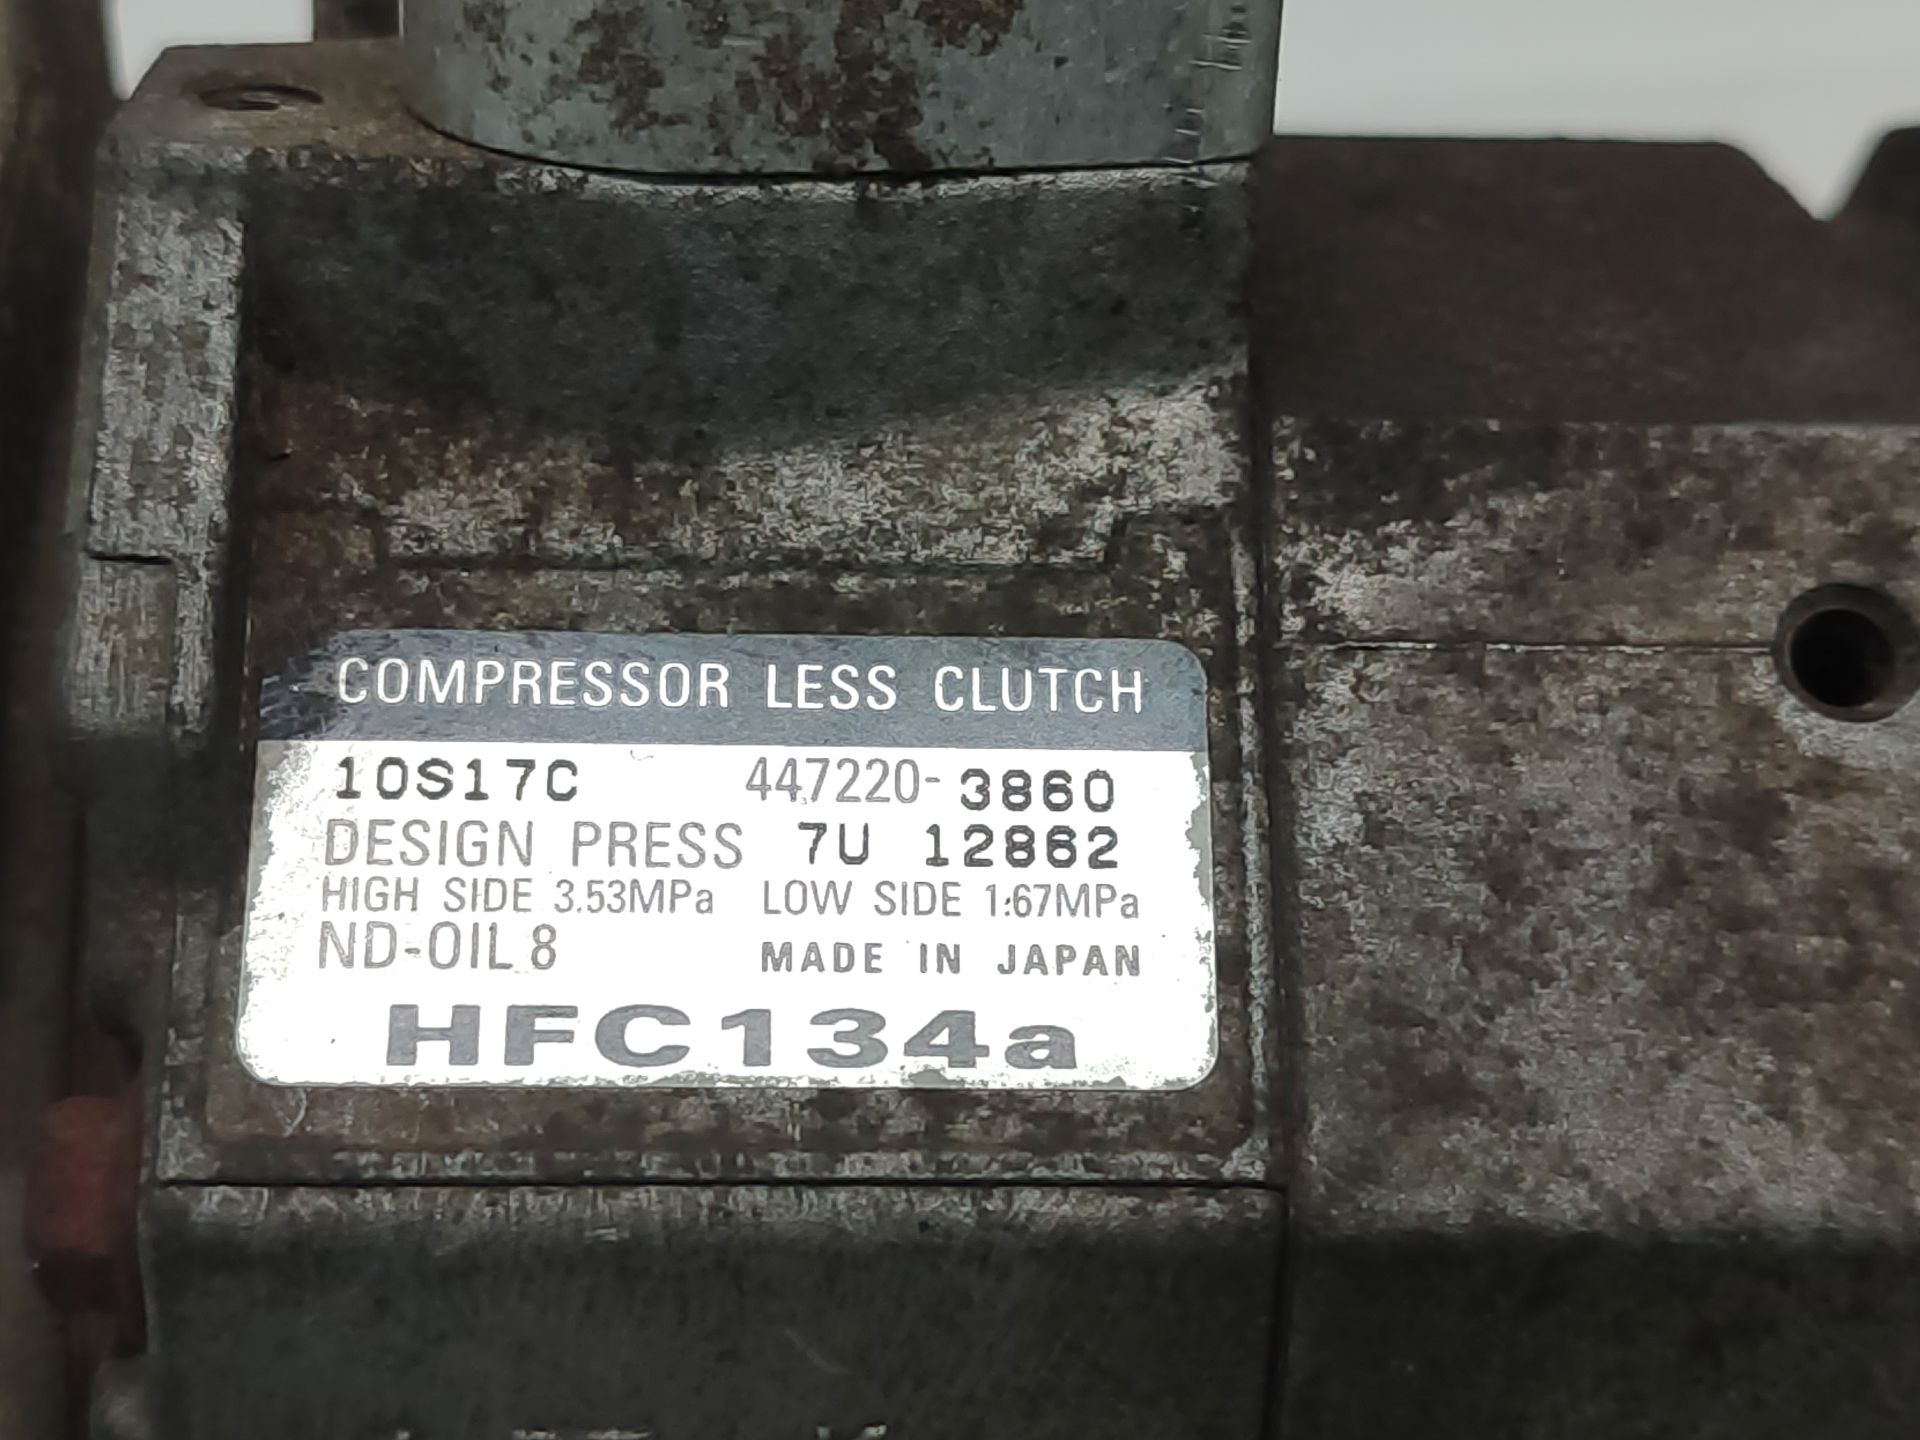 COMPRESSOR LESS CLUTCH
10S17C 447220-3860
DESIGN PRESS 7U 12862
HIGH SIDE 3.53MPa LOW SIDE 1.67MPa
ND-OIL 8 MADE IN JAPAN
HFC134a